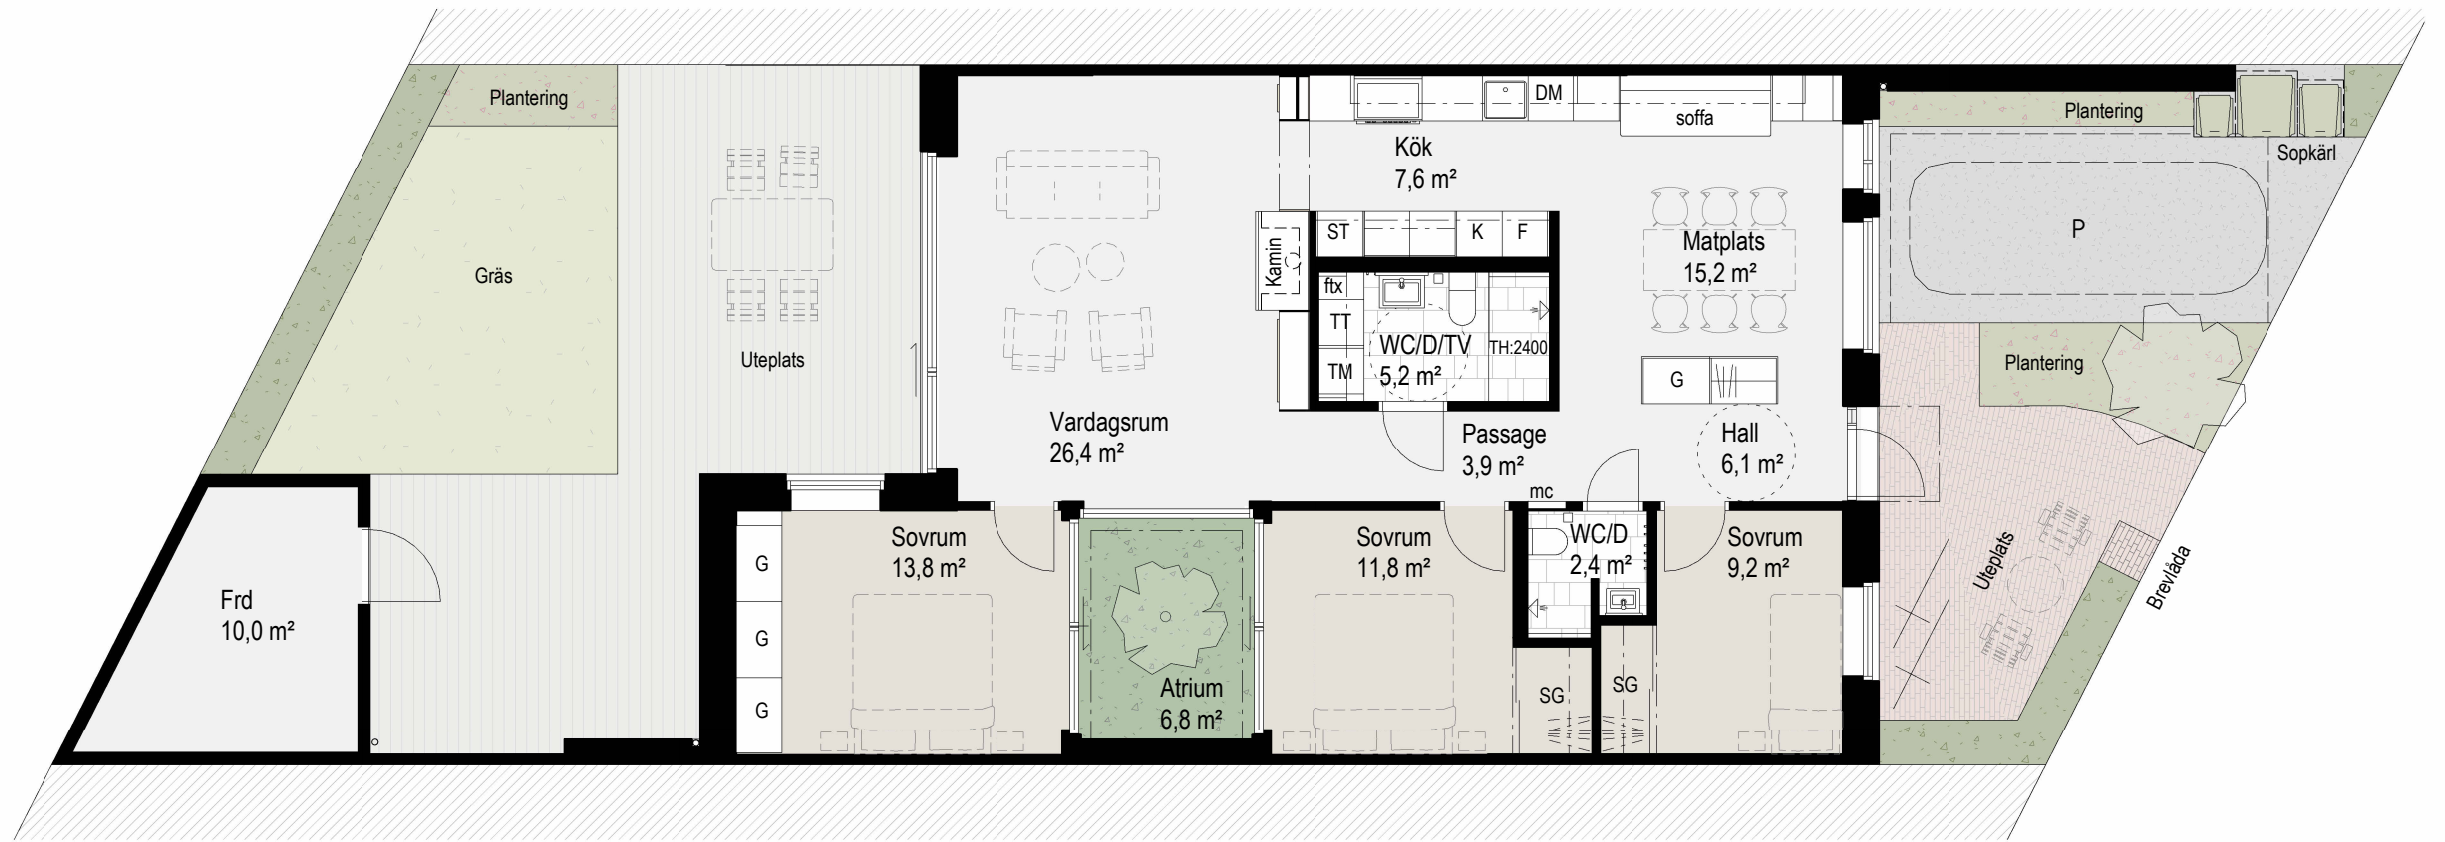 Plantering
Gräs
Uteplats
Frd
10,0 m²
Vardagsrum
26,4 m²
Kamin
Kök
7,6 m²
DM
soffa
ST
K
F
Matplats
15,2 m²
ftx
TT
TM
WC/D/TV
5,2 m²
TH:2400
G
Passage
3,9 m²
Hall
6,1 m²
mc
G
G
G
Sovrum
13,8 m²
Atrium
6,8 m²
Sovrum
11,8 m²
WC/D
2,4 m²
SG
SG
Sovrum
9,2 m²
Plantering
Sopkärl
P
Plantering
Uteplats
Brevlåda